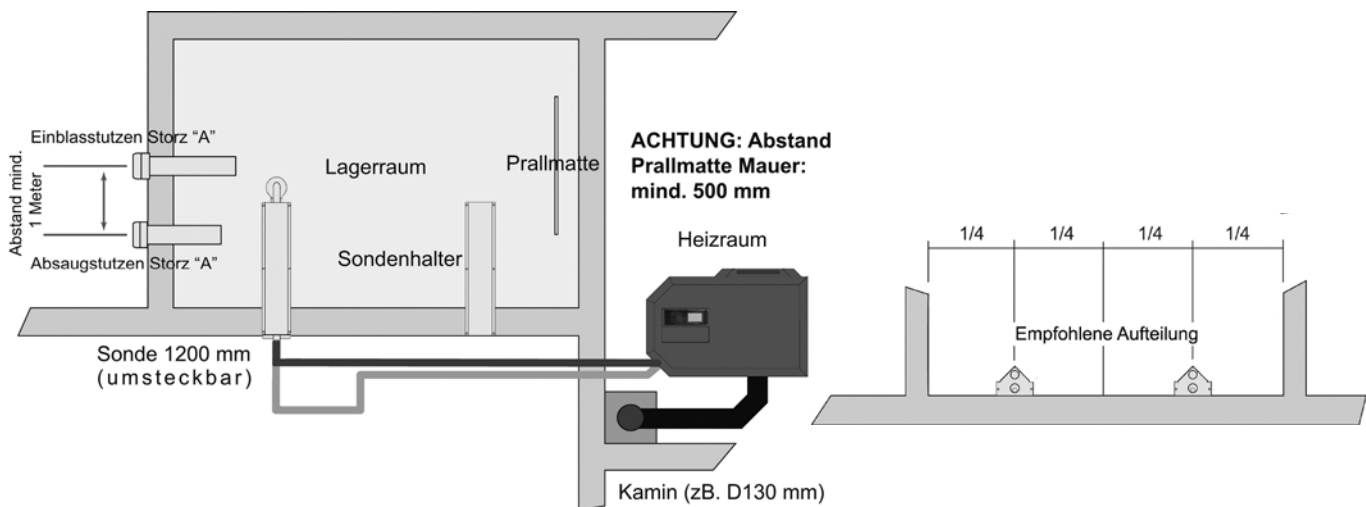 Einblasstutzen Storz “A”
Abstand mind.
1 Meter
Absaugstutzen Storz “A”
Lagerraum
Prallmatte
Sondenhalter
Sonde 1200 mm
(umsteckbar)
ACHTUNG: Abstand
Prallmatte Mauer:
mind. 500 mm
Heizraum
Kamin (zB. D130 mm)
1/4 1/4 1/4 1/4
Empfohlene Aufteilung